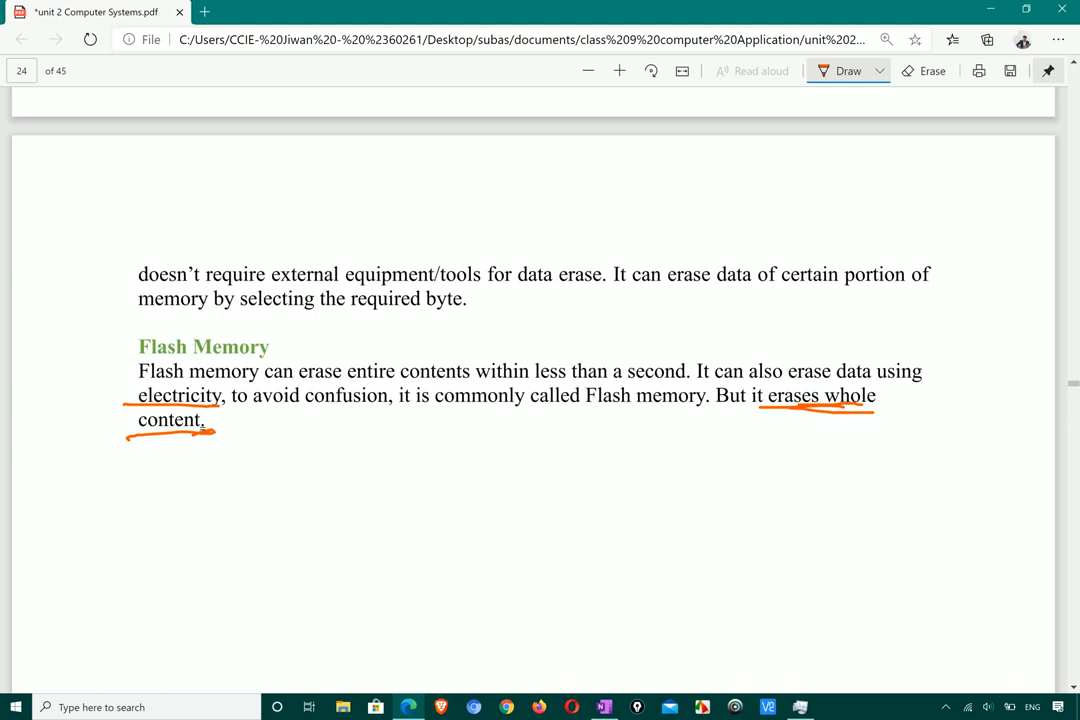 *unit 2 Computer Systems.pdf
File C:/Users/CCIE-%20Jiwan%20-%20%2360261/Desktop/subas/documents/class%209%20computer%20Application/unit%202...
24 of 45 Read aloud Draw Erase
doesn’t require external equipment/tools for data erase. It can erase data of certain portion of
memory by selecting the required byte.
Flash Memory
Flash memory can erase entire contents within less than a second. It can also erase data using
electricity, to avoid confusion, it is commonly called Flash memory. But it erases whole
content.
Type here to search ENG